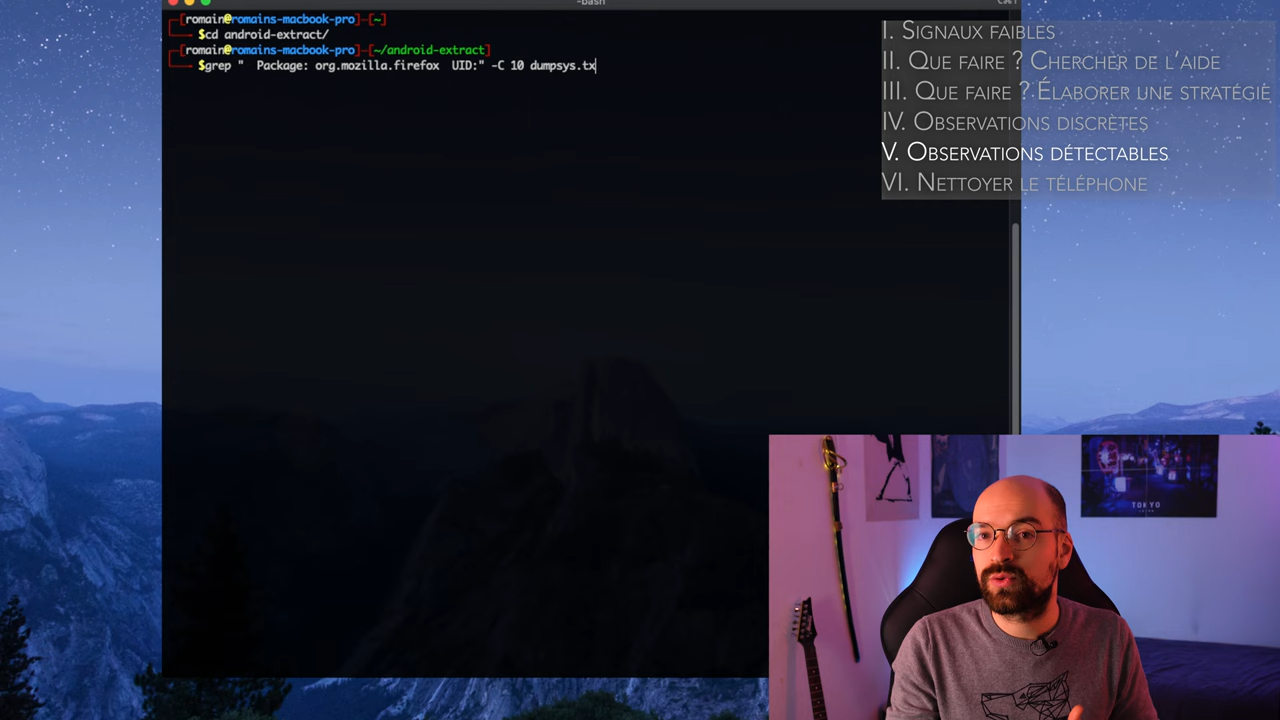 -bash
[romain@romains-macbook-pro]-[~]
$cd android-extract/
[romain@romains-macbook-pro]-[~/android-extract]
$grep "  Package: org.mozilla.firefox  UID:" -C 10 dumpsys.tx
I. Signaux faibles
II. Que faire ? Chercher de l'aide
III. Que faire ? Élaborer une stratégie
IV. Observations discrètes
V. Observations détectables
VI. Nettoyer le téléphone
TOKYO